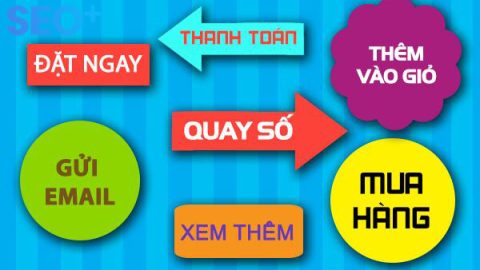 SEO+
THANH TOÁN
ĐẶT NGAY
THÊM
VÀO GIỎ
QUAY SỐ
GỬI
EMAIL
MUA
HÀNG
XEM THÊM